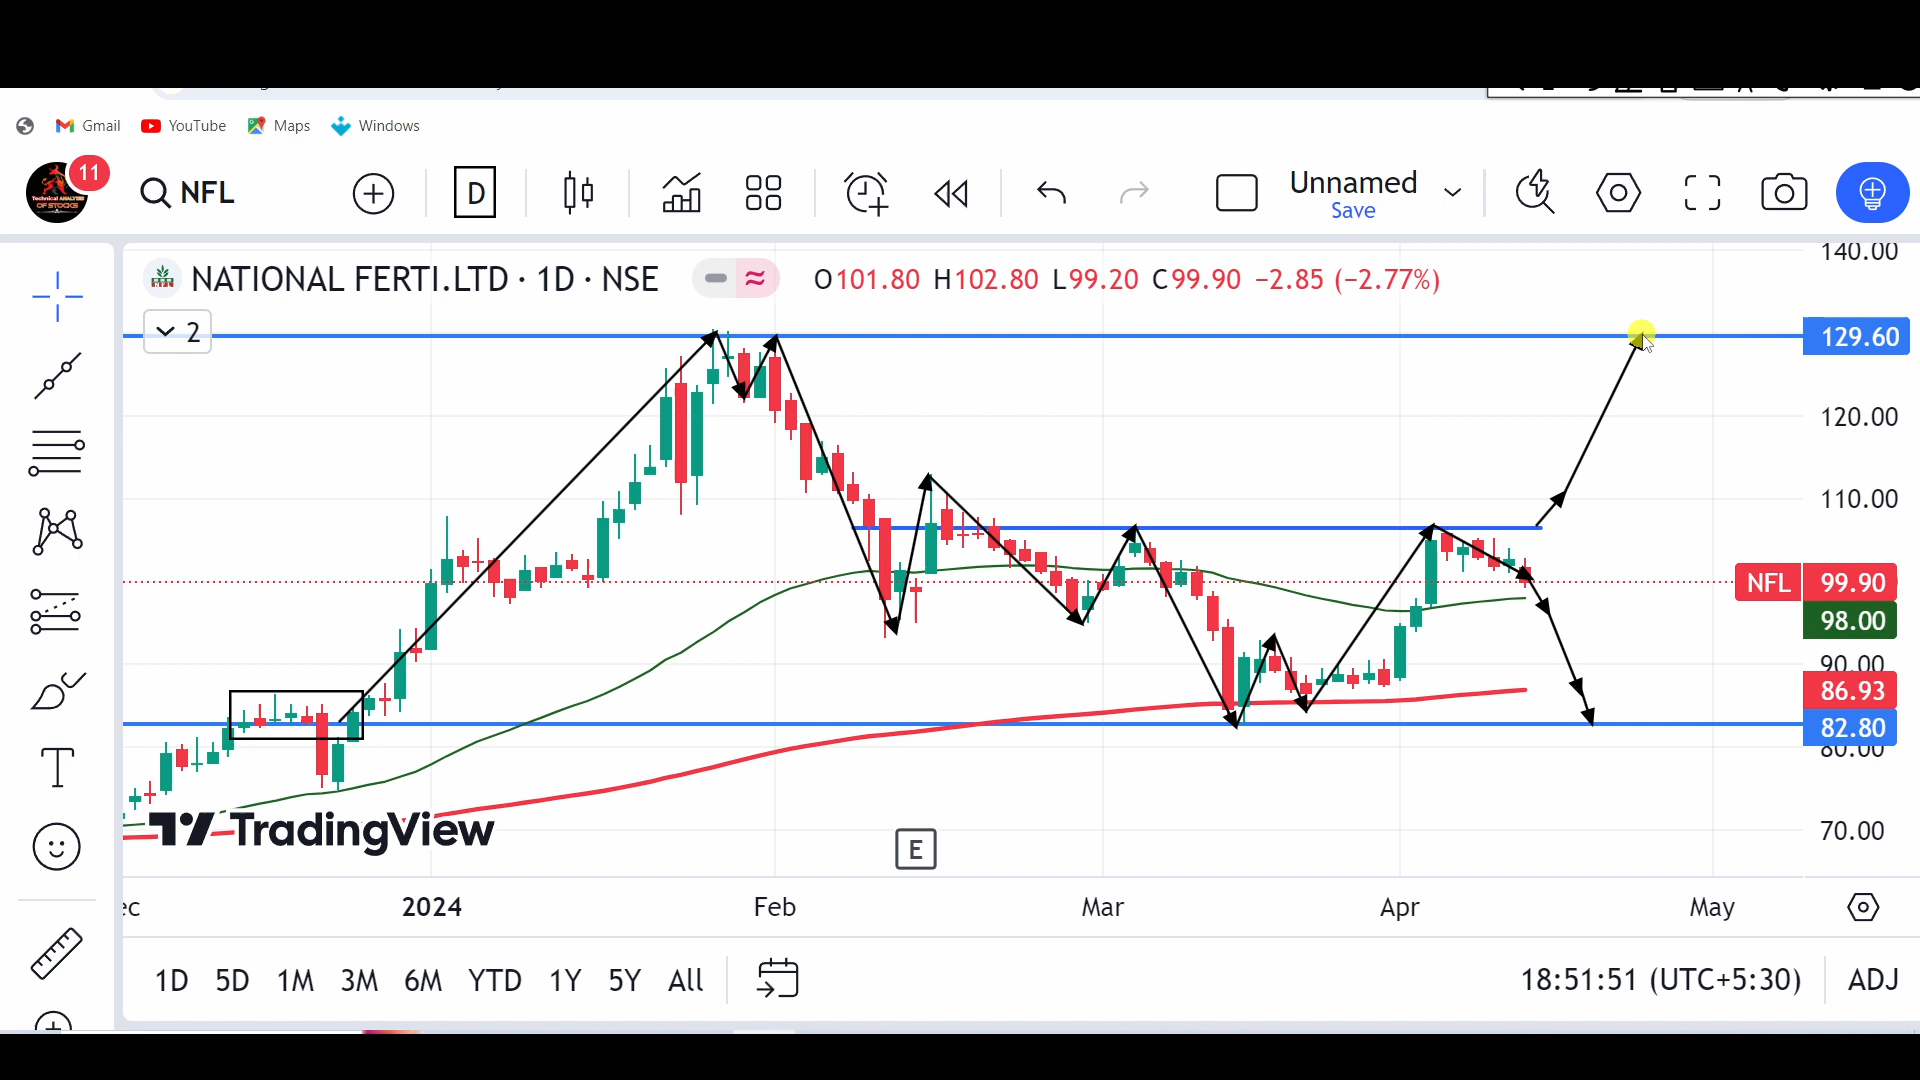 Gmail YouTube Maps Windows
11 NFL D Unnamed
Save
NATIONAL FERTI.LTD · 1D · NSE O101.80 H102.80 L99.20 C99.90 −2.85 (−2.77%)
2
140.00
129.60
120.00
110.00
NFL 99.90
98.00
90.00
86.93
82.80
80.00
70.00
TradingView
E
2024 Feb Mar Apr May
1D 5D 1M 3M 6M YTD 1Y 5Y All 18:51:51 (UTC+5:30) ADJ